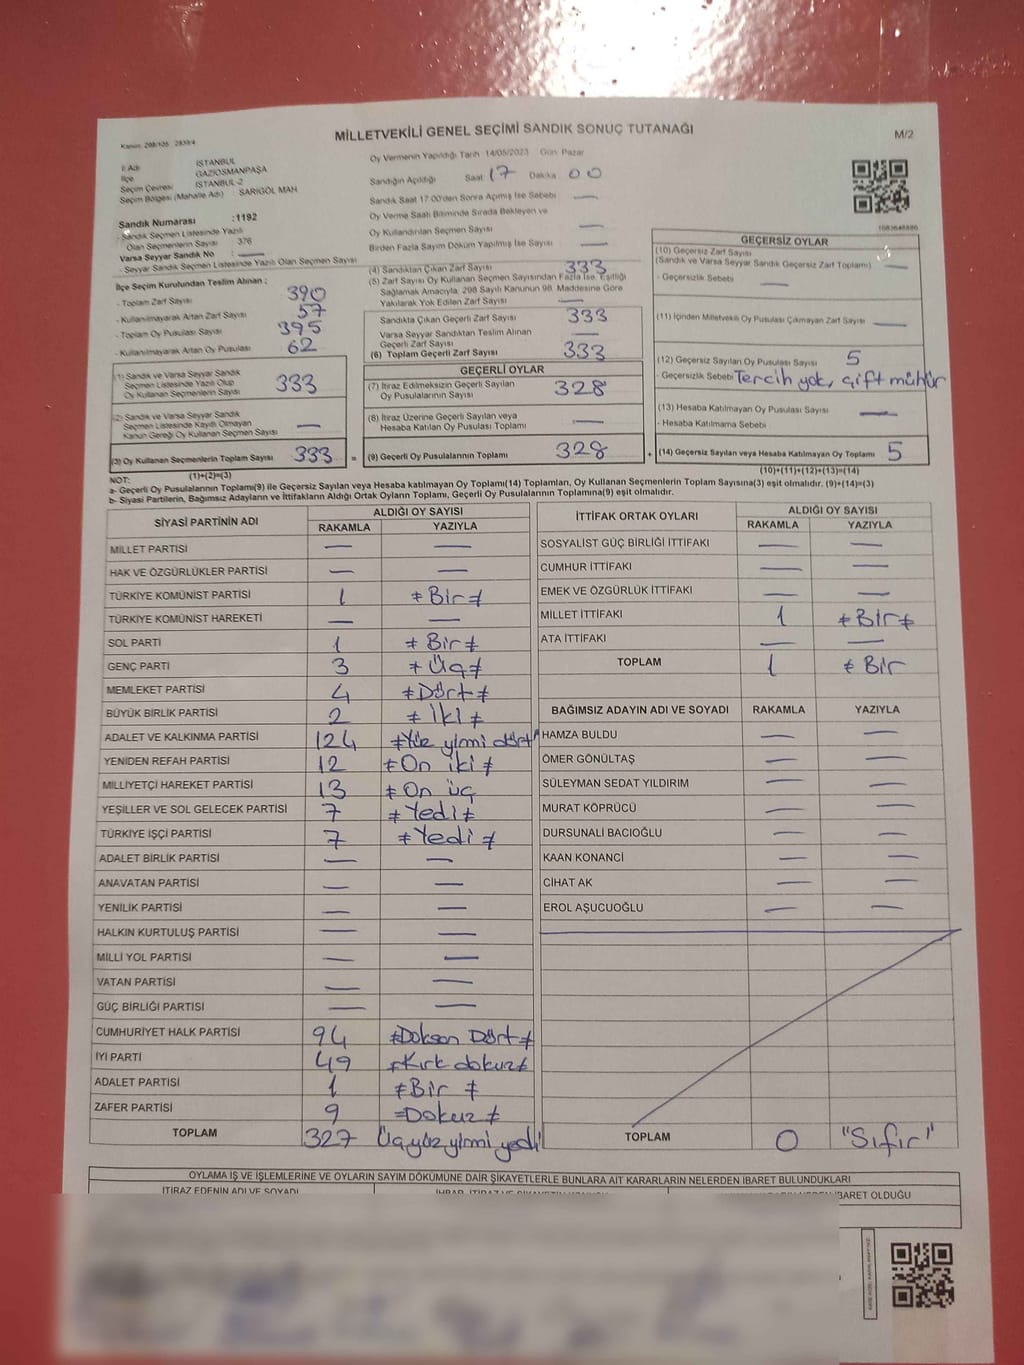 MİLLETVEKİLİ GENEL SEÇİMİ SANDIK SONUÇ TUTANAĞI
M/2
İl Adı İSTANBUL
İlçe GAZİOSMANPAŞA
Seçim Çevresi İSTANBUL-2
Seçim Bölgesi (Mahalle Adı) : SARIGÖL MAH
Sandık Numarası :1192
- Sandık Seçmen Listesinde Yazılı
Olan Seçmenlerin Sayısı 376
Varsa Seyyar Sandık No : —
- Seyyar Sandık Seçmen Listesinde Yazılı Olan Seçmen Sayısı
İlçe Seçim Kurulundan Teslim Alınan ;
- Toplam Zarf Sayısı 390
- Kullanılmayarak Artan Zarf Sayısı 57
- Toplam Oy Pusulası Sayısı 395
- Kullanılmayarak Artan Oy Pusulası 62
(1) Sandık ve Varsa Seyyar Sandık
Seçmen Listesinde Yazılı Olup
Oy Kullanan Seçmenlerin Sayısı 333
(2) Sandık ve Varsa Seyyar Sandık
Seçmen Listesinde Kaydı Olmayan
Kanun Gereği Oy Kullanan Seçmen Sayısı —
(3) Oy Kullanan Seçmenlerin Toplam Sayısı 333 =
(1)+(2)=(3)
Oy Vermenin Yapıldığı Tarih 14/05/2023 Gün Pazar
Sandığın Açıldığı Saat 17 Dakika 00
Sandık Saat 17.00'den Sonra Açılmış İse Sebebi —
Oy Verme Saati Bitiminde Sırada Bekleyen ve
Oy Kullandırılan Seçmen Sayısı —
Birden Fazla Sayım Döküm Yapılmış İse Sayısı —
(4) Sandıktan Çıkan Zarf Sayısı 333
(5) Zarf Sayısı Oy Kullanan Seçmen Sayısından Fazla İse, Eşitliği
Sağlamak Amacıyla, 298 Sayılı Kanunun 98. Maddesine Göre
Yakılarak Yok Edilen Zarf Sayısı —
Sandıkta Çıkan Geçerli Zarf Sayısı 333
Varsa Seyyar Sandıktan Teslim Alınan
Geçerli Zarf Sayısı —
(6) Toplam Geçerli Zarf Sayısı 333
GEÇERLİ OYLAR
(7) İtiraz Edilmeksizin Geçerli Sayılan
Oy Pusulalarının Sayısı 328
(8) İtiraz Üzerine Geçerli Sayılan veya
Hesaba Katılan Oy Pusulası Toplamı —
(9) Geçerli Oy Pusulalarının Toplamı 328 +
GEÇERSİZ OYLAR
(10) Geçersiz Zarf Sayısı
(Sandık ve Varsa Seyyar Sandık Geçersiz Zarf Toplamı) —
- Geçersizlik Sebebi —
(11) İçinden Milletvekili Oy Pusulası Çıkmayan Zarf Sayısı —
(12) Geçersiz Sayılan Oy Pusulası Sayısı 5
- Geçersizlik Sebebi Tercih yok, çift mühür
(13) Hesaba Katılmayan Oy Pusulası Sayısı —
- Hesaba Katılmama Sebebi
(14) Geçersiz Sayılan veya Hesaba Katılmayan Oy Toplamı 5
(10)+(11)+(12)+(13)=(14)
NOT:
a- Geçerli Oy Pusulalarının Toplamı(9) ile Geçersiz Sayılan veya Hesaba Katılmayan Oy Toplamı(14) Toplamları, Oy Kullanan Seçmenlerin Toplam Sayısına(3) eşit olmalıdır. (9)+(14)=(3)
b- Siyasi Partilerin, Bağımsız Adayların ve İttifakların Aldığı Ortak Oyların Toplamı, Geçerli Oy Pusulalarının Toplamına(9) eşit olmalıdır.
SİYASİ PARTİNİN ADI ALDIĞI OY SAYISI
RAKAMLA YAZIYLA
MİLLET PARTİSİ — —
HAK VE ÖZGÜRLÜKLER PARTİSİ — —
TÜRKİYE KOMÜNİST PARTİSİ 1 ≠Bir≠
TÜRKİYE KOMÜNİST HAREKETİ — —
SOL PARTİ 1 ≠Bir≠
GENÇ PARTİ 3 ≠Üç≠
MEMLEKET PARTİSİ 4 ≠Dört≠
BÜYÜK BİRLİK PARTİSİ 2 ≠İki≠
ADALET VE KALKINMA PARTİSİ 124 ≠Yüz yirmi dört
YENİDEN REFAH PARTİSİ 12 ≠On iki≠
MİLLİYETÇİ HAREKET PARTİSİ 13 ≠On üç
YEŞİLLER VE SOL GELECEK PARTİSİ 7 ≠Yedi≠
TÜRKİYE İŞÇİ PARTİSİ 7 ≠Yedi≠
ADALET BİRLİK PARTİSİ — —
ANAVATAN PARTİSİ — —
YENİLİK PARTİSİ — —
HALKIN KURTULUŞ PARTİSİ — —
MİLLİ YOL PARTİSİ — —
VATAN PARTİSİ — —
GÜÇ BİRLİĞİ PARTİSİ — —
CUMHURİYET HALK PARTİSİ 94 ≠Doksan Dört≠
İYİ PARTİ 49 ≠Kırk dokuz≠
ADALET PARTİSİ 1 ≠Bir≠
ZAFER PARTİSİ 9 =Dokuz≠
TOPLAM 327 Üçyüz yirmi yedi
İTTİFAK ORTAK OYLARI ALDIĞI OY SAYISI
RAKAMLA YAZIYLA
SOSYALİST GÜÇ BİRLİĞİ İTTİFAKI — —
CUMHUR İTTİFAKI — —
EMEK VE ÖZGÜRLÜK İTTİFAKI — —
MİLLET İTTİFAKI 1 ≠Bir≠
ATA İTTİFAKI — —
TOPLAM 1 ≠Bir
BAĞIMSIZ ADAYIN ADI VE SOYADI RAKAMLA YAZIYLA
HAMZA BULDU — —
ÖMER GÖNÜLTAŞ — —
SÜLEYMAN SEDAT YILDIRIM — —
MURAT KÖPRÜCÜ — —
DURSUNALİ BACIOĞLU — —
KAAN KONANCİ — —
CİHAT AK — —
EROL AŞUCUOĞLU — —
TOPLAM 0 "Sıfır"
OYLAMA İŞ VE İŞLEMLERİNE VE OYLARIN SAYIM DÖKÜMÜNE DAİR ŞİKAYETLERLE BUNLARA AİT KARARLARIN NELERDEN İBARET BULUNDUKLARI
İTİRAZ EDENİN ADI VE SOYADI
İBARET OLDUĞU